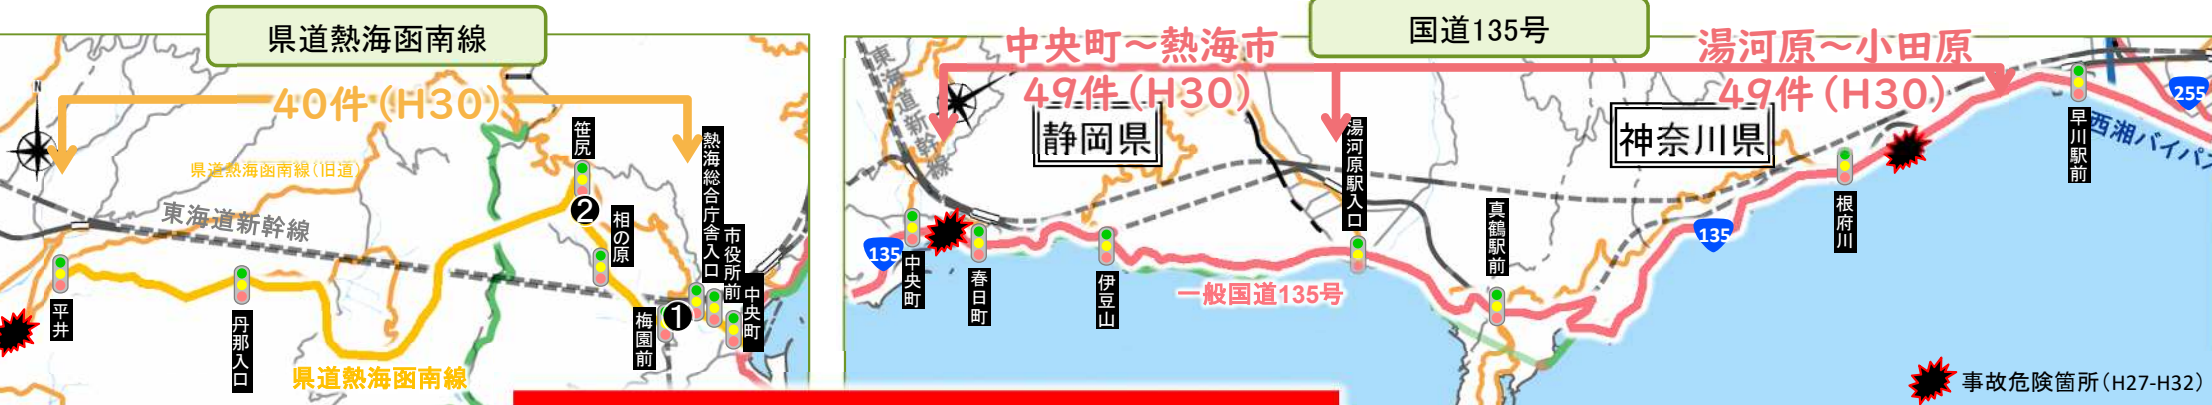 県道熱海函南線
40件(H30)
N
県道熱海函南線(旧道)
東海道新幹線
笹尻
❷
相の原
熱海総合庁舎入口
市役所前
中央町
❶
梅園前
平井
丹那入口
県道熱海函南線
国道135号
中央町～熱海市
49件(H30)
湯河原～小田原
49件(H30)
東海道新幹線
静岡県
神奈川県
255
西湘バイパ
早川駅前
湯河原駅入口
真鶴駅前
根府川
135
135
中央町
春日町
伊豆山
一般国道135号
事故危険箇所(H27-H32)